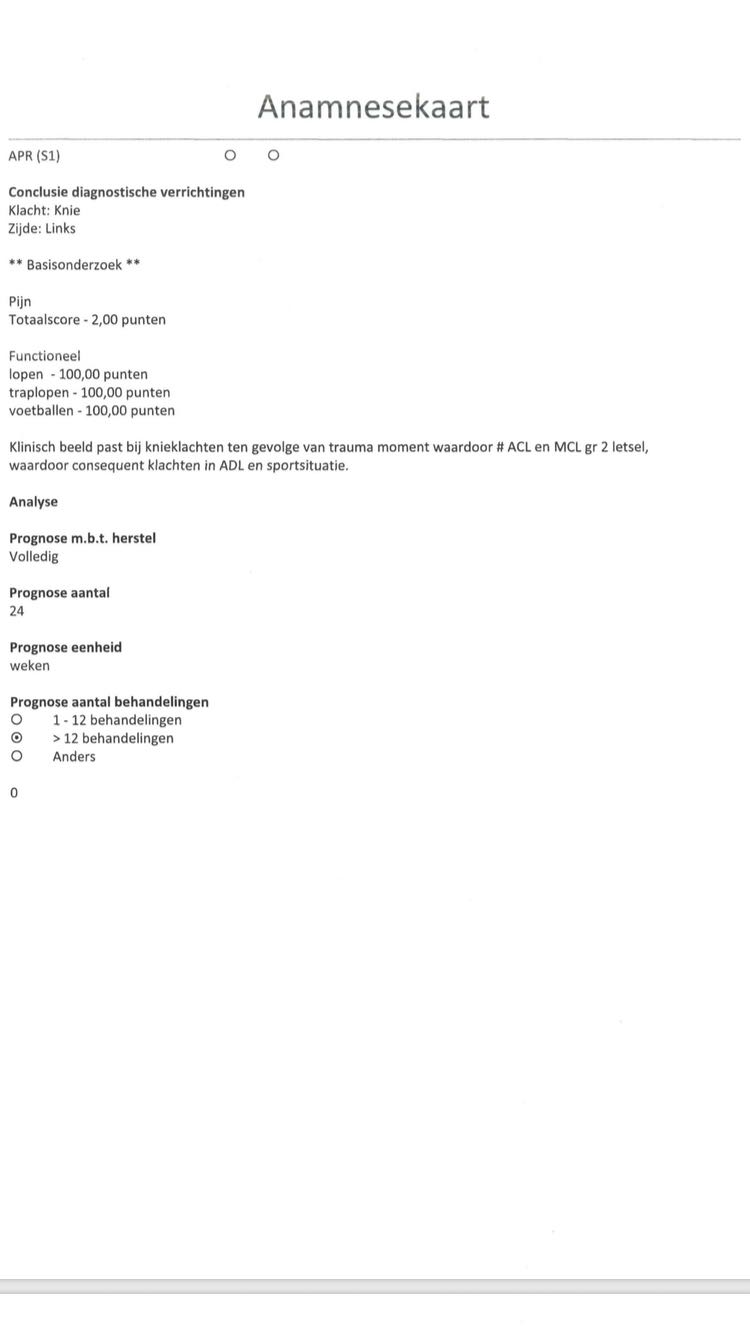 Anamnesekaart
APR (S1) ○ ○
Conclusie diagnostische verrichtingen
Klacht: Knie
Zijde: Links
** Basisonderzoek **
Pijn
Totaalscore - 2,00 punten
Functioneel
lopen - 100,00 punten
traplopen - 100,00 punten
voetballen - 100,00 punten
Klinisch beeld past bij knieklachten ten gevolge van trauma moment waardoor # ACL en MCL gr 2 letsel,
waardoor consequent klachten in ADL en sportsituatie.
Analyse
Prognose m.b.t. herstel
Volledig
Prognose aantal
24
Prognose eenheid
weken
Prognose aantal behandelingen
○ 1 - 12 behandelingen
⦿ > 12 behandelingen
○ Anders
0